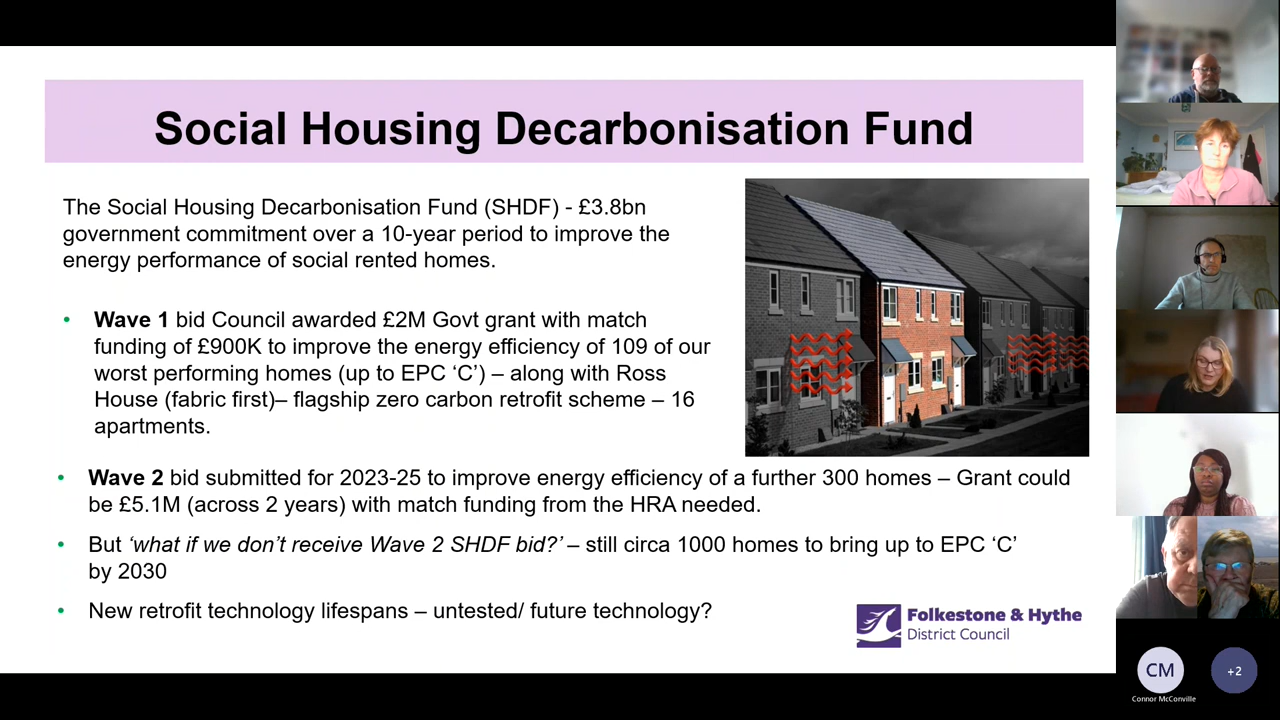 Social Housing Decarbonisation Fund
The Social Housing Decarbonisation Fund (SHDF) - £3.8bn
government commitment over a 10-year period to improve the
energy performance of social rented homes.
• Wave 1 bid Council awarded £2M Govt grant with match
funding of £900K to improve the energy efficiency of 109 of our
worst performing homes (up to EPC ‘C’) – along with Ross
House (fabric first)– flagship zero carbon retrofit scheme – 16
apartments.
• Wave 2 bid submitted for 2023-25 to improve energy efficiency of a further 300 homes – Grant could
be £5.1M (across 2 years) with match funding from the HRA needed.
• But ‘what if we don’t receive Wave 2 SHDF bid?’ – still circa 1000 homes to bring up to EPC ‘C’
by 2030
• New retrofit technology lifespans – untested/ future technology?
Folkestone & Hythe
District Council
CM
+2
Connor McConville